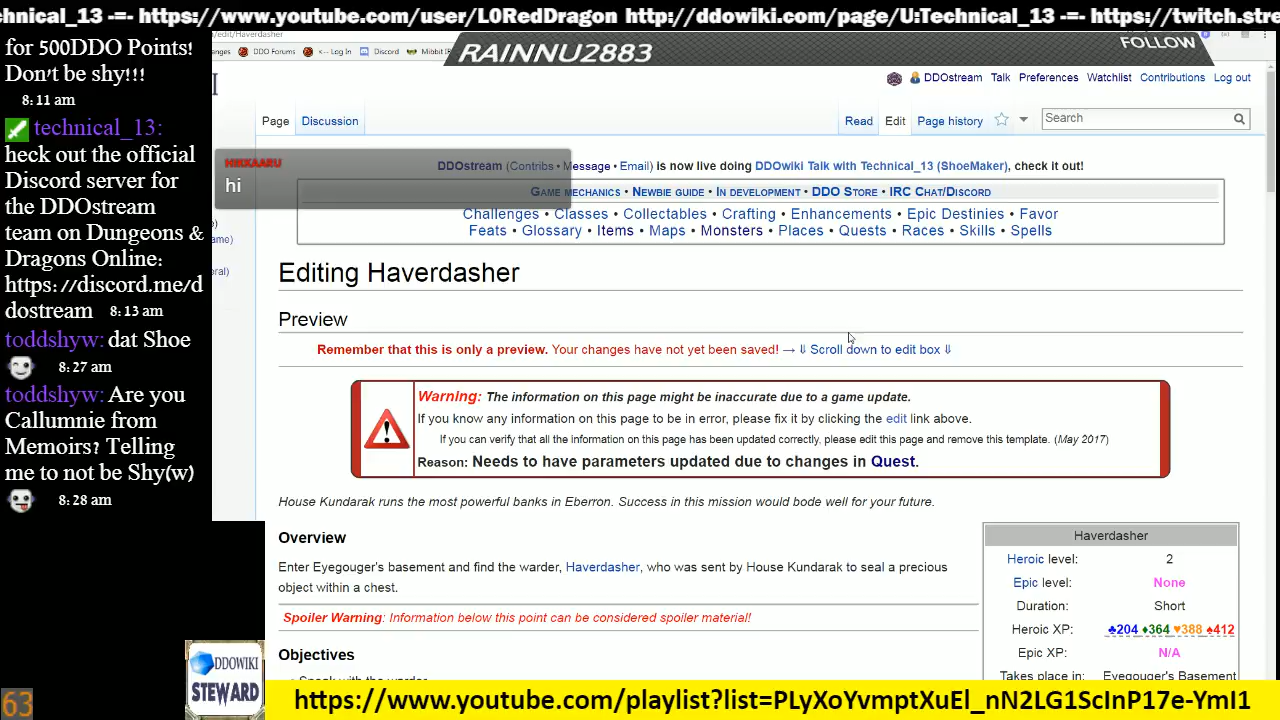 chnical_13 -=- https://www.youtube.com/user/L0RedDragon http://ddowiki.com/page/U:Technical_13 -=- https://twitch.stre
for 500DDO Points!
Don't be shy!!!
8:11 am
technical_13:
heck out the official
Discord server for
the DDOstream
team on Dungeons &
Dragons Online:
https://discord.me/d
dostream 8:13 am
toddshyw: dat Shoe
8:27 am
toddshyw: Are you
Callumnie from
Memoirs? Telling
me to not be Shy(w)
8:28 am
63
/edit/Haverdasher
anges DDO Forums <-- Log In Discord Mibbit IR
RAINNU2883
FOLLOW
DDOstream Talk Preferences Watchlist Contributions Log out
Page Discussion Read Edit Page history Search
HEIXAARU
hi
DDOstream (Contribs • Message • Email) is now live doing DDOwiki Talk with Technical_13 (ShoeMaker), check it out!
Game mechanics • Newbie guide • In development • DDO Store • IRC Chat/Discord
Challenges • Classes • Collectables • Crafting • Enhancements • Epic Destinies • Favor
Feats • Glossary • Items • Maps • Monsters • Places • Quests • Races • Skills • Spells
ame)
oral)
Editing Haverdasher
Preview
Remember that this is only a preview. Your changes have not yet been saved! → ⇓ Scroll down to edit box ⇓
Warning: The information on this page might be inaccurate due to a game update.
If you know any information on this page to be in error, please fix it by clicking the edit link above.
If you can verify that all the information on this page has been updated correctly, please edit this page and remove this template. (May 2017)
Reason: Needs to have parameters updated due to changes in Quest.
House Kundarak runs the most powerful banks in Eberron. Success in this mission would bode well for your future.
Overview
Enter Eyegouger's basement and find the warder, Haverdasher, who was sent by House Kundarak to seal a precious
object within a chest.
Spoiler Warning: Information below this point can be considered spoiler material!
Objectives
Haverdasher
Heroic level: 2
Epic level: None
Duration: Short
Heroic XP: ♣204 ♦364 ♥388 ♠412
Epic XP: N/A
Takes place in: Eyegouger's Basement
DDOWIKI
STEWARD
https://www.youtube.com/playlist?list=PLyXoYvmptXuEl_nN2LG1ScInP17e-YmI1